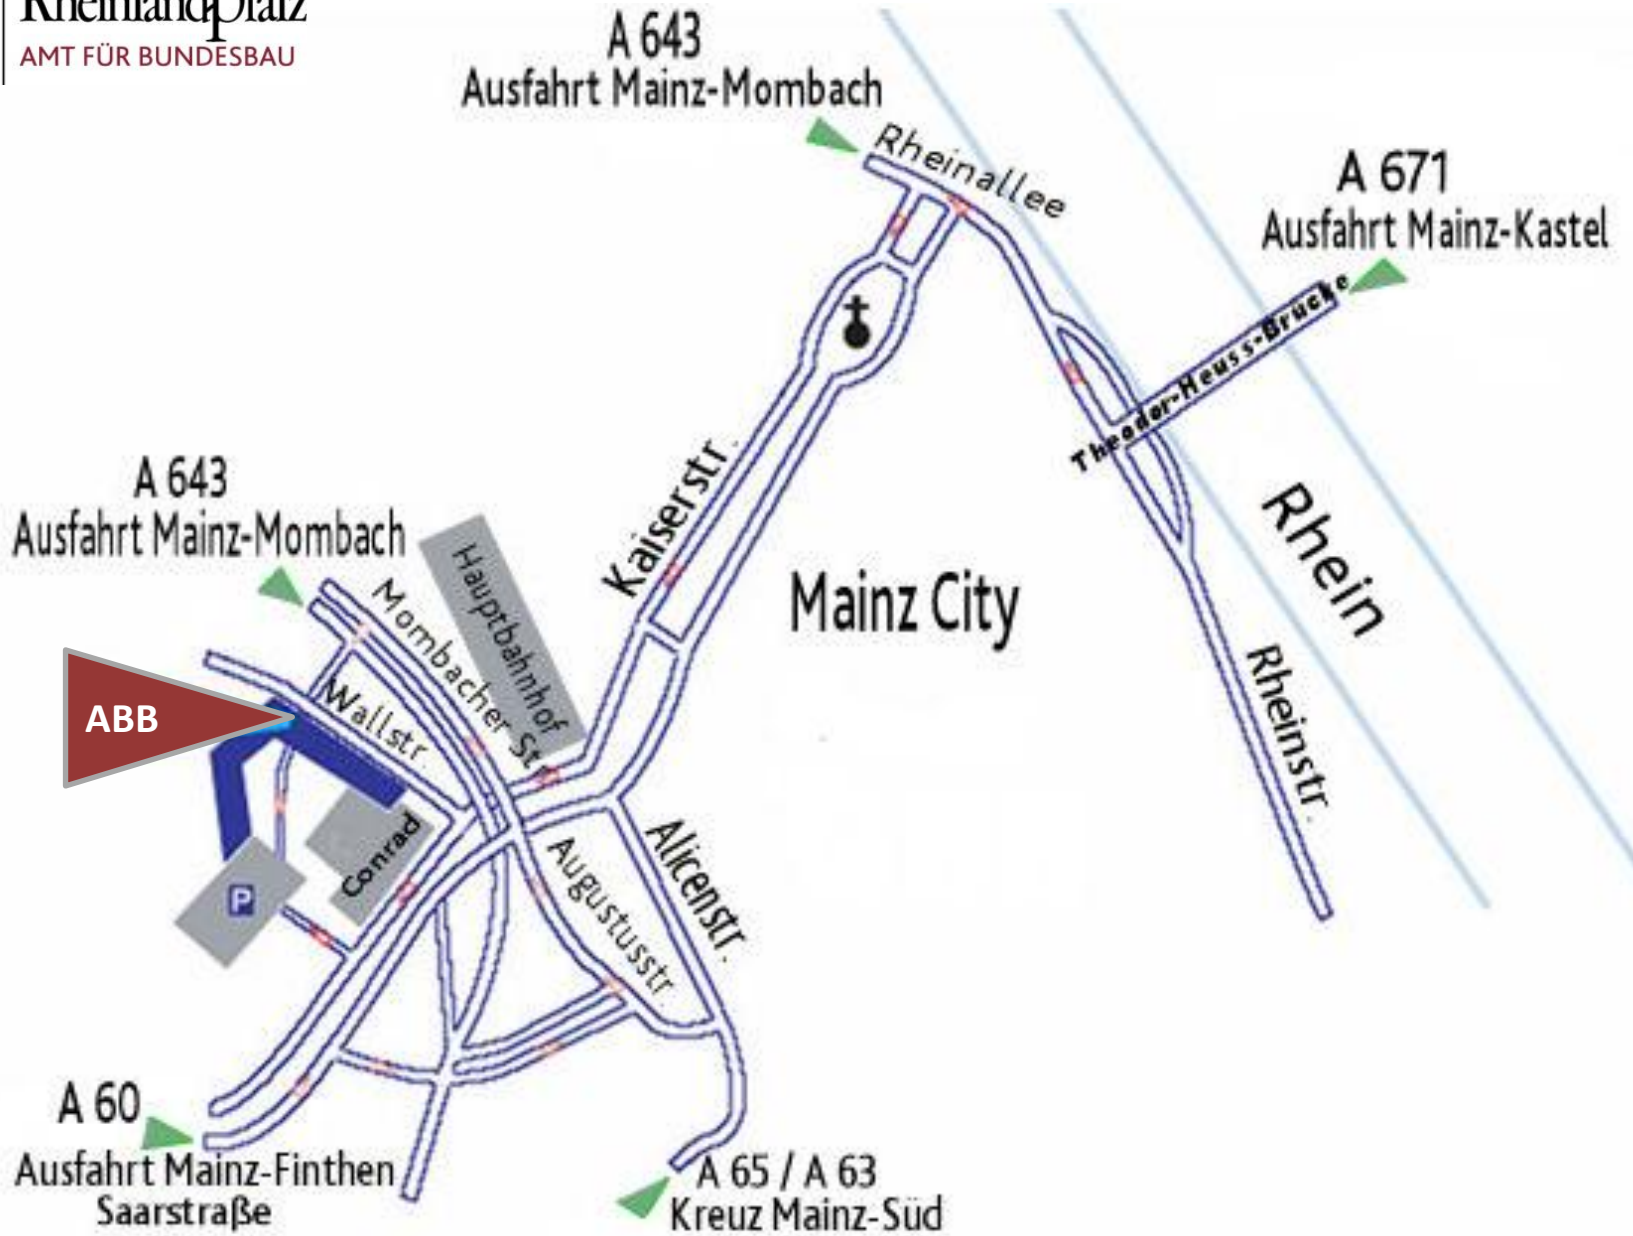 Rheinlandpfalz
AMT FÜR BUNDESBAU
A 643
Ausfahrt Mainz-Mombach
Rheinallee
A 671
Ausfahrt Mainz-Kastel
Theodor-Heuss-Brücke
Kaiserstr.
A 643
Ausfahrt Mainz-Mombach
Hauptbahnhof
Mombacher Str.
Mainz City
Rhein
Rheinstr.
ABB
Wallstr.
Conrad
P
Augustusstr.
Alicenstr.
A 60
Ausfahrt Mainz-Finthen
Saarstraße
A 65 / A 63
Kreuz Mainz-Süd